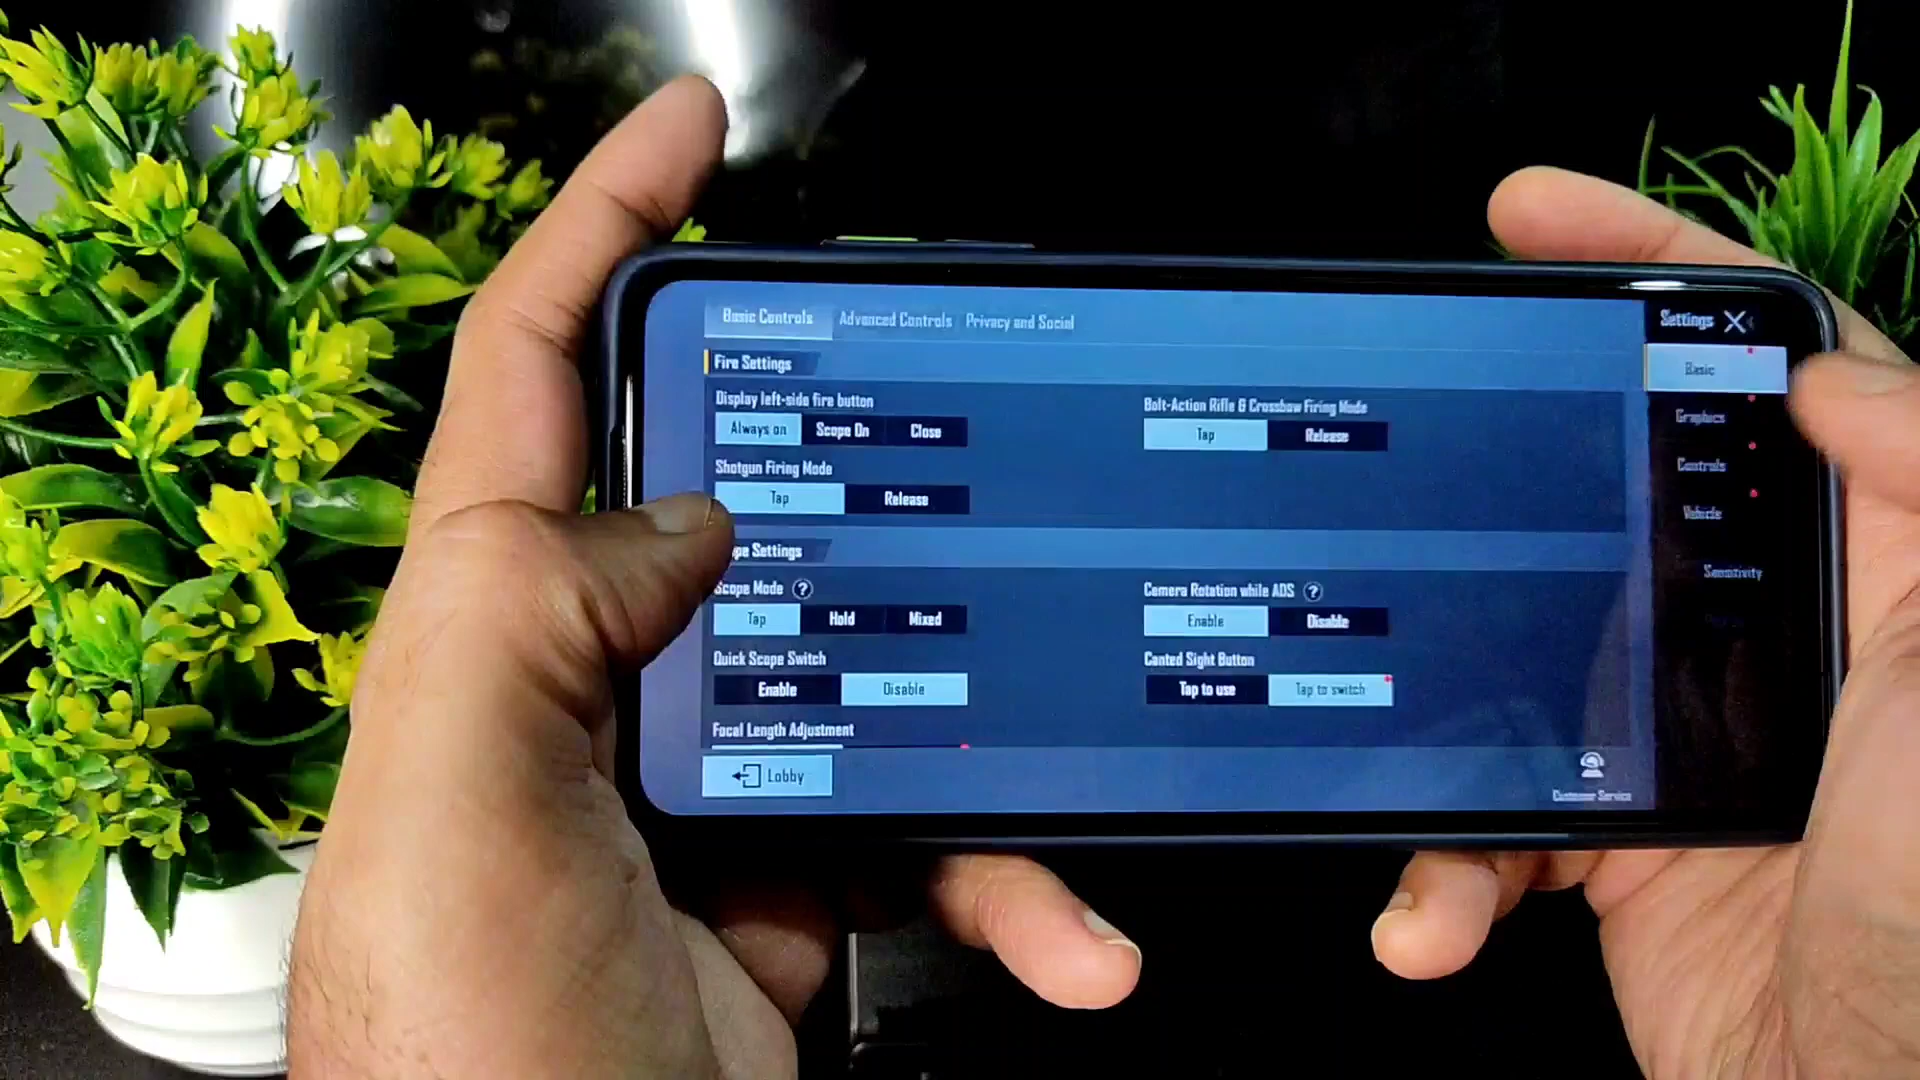 Basic Controls Advanced Controls Privacy and Social
Settings
Fire Settings
Basic
Display left-side fire button
Always on Scope On Close
Bolt-Action Rifle & Crossbow Firing Mode
Tap Release
Graphics
Shotgun Firing Mode
Tap Release
Controls
Vehicle
pe Settings
Sensitivity
Scope Mode ?
Tap Hold Mixed
Camera Rotation while ADS ?
Enable Disable
Quick Scope Switch
Enable Disable
Canted Sight Button
Tap to use Tap to switch
Focal Length Adjustment
Lobby
Customer Service